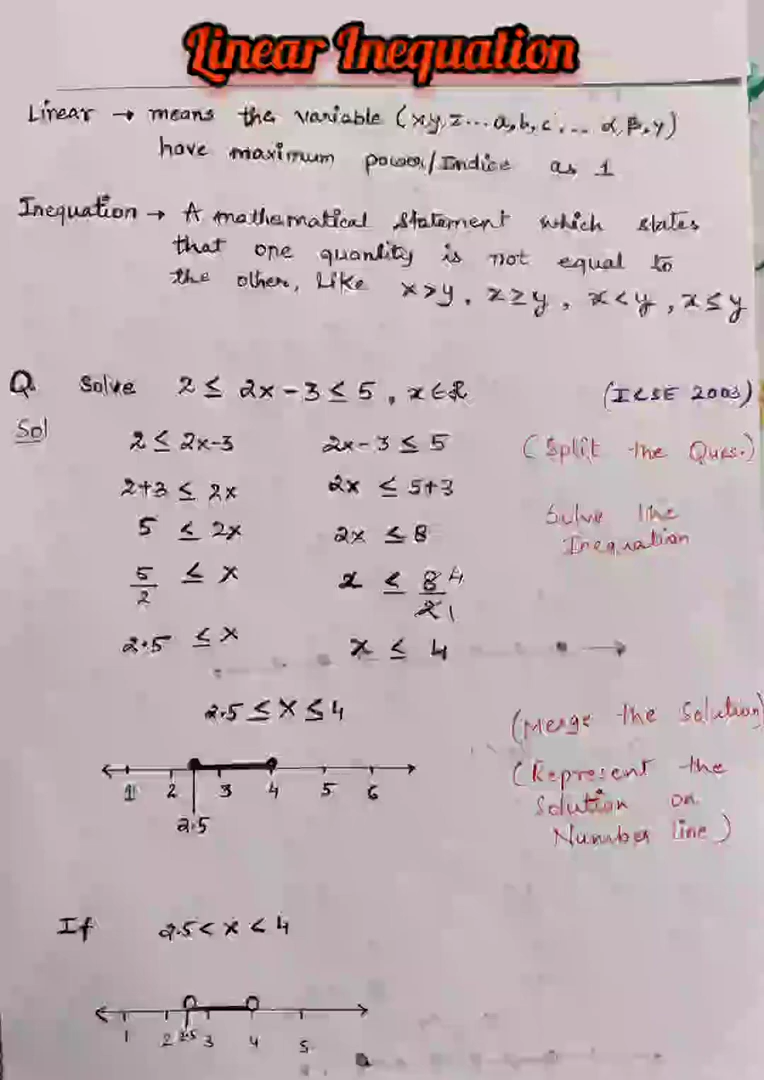 Linear Inequation
Linear → means the variable (x,y,z...a,b,c,... α,β,γ)
have maximum power/Indice as 1
Inequation → A mathematical statement which states
that one quantity is not equal to
the other, Like x>y, x≥y, x<y, x≤y
Q. Solve 2 ≤ 2x-3 ≤ 5, x∈R (ICSE 2003)
Sol
2 ≤ 2x-3 2x-3 ≤ 5 (Split the Ques.)
2+3 ≤ 2x 2x ≤ 5+3
5 ≤ 2x 2x ≤ 8 Solve the
Inequation
5/2 ≤ x x ≤ 8/2 4 1
2.5 ≤ x x ≤ 4
2.5 ≤ x ≤ 4 (Merge the Solution)
(Represent the
Solution on
Number line)
1 2 3 4 5 6
2.5
If 2.5 < x < 4
1 2 2.5 3 4 5